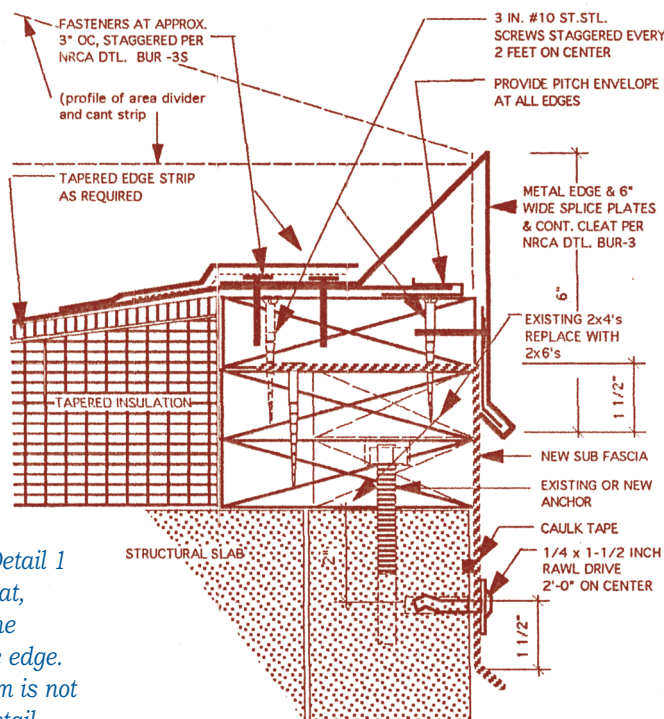 FASTENERS AT APPROX.
3" OC, STAGGERED PER
NRCA DTL. BUR -3S
(profile of area divider
and cant strip
TAPERED EDGE STRIP
AS REQUIRED
3 IN. #10 ST.STL.
SCREWS STAGGERED EVERY
2 FEET ON CENTER
PROVIDE PITCH ENVELOPE
AT ALL EDGES
METAL EDGE & 6"
WIDE SPLICE PLATES
& CONT. CLEAT PER
NRCA DTL. BUR-3
6"
EXISTING 2x4's
REPLACE WITH
2x6's
1 1/2"
TAPERED INSULATION
NEW SUB FASCIA
EXISTING OR NEW
ANCHOR
CAULK TAPE
STRUCTURAL SLAB
2"
1/4 x 1-1/2 INCH
RAWL DRIVE
2'-0" ON CENTER
1 1/2"
Detail 1
at,
ne
edge.
m is not